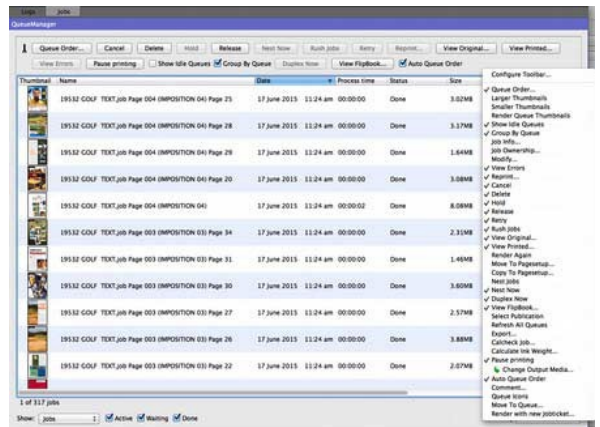 Logs Jobs
QueueManager
1 Queue Order... Cancel Delete Hold Release Nest Now Rush Jobs Retry Reprint... View Original... View Printed...
View Errors Pause printing Show Idle Queues Group By Queue Duplex Now View FlipBook... Auto Queue Order
Thumbnail Name Date Process time Status Size
19532 GOLF TEXT.job Page 004 (IMPOSITION 04) Page 25 17 June 2015 11:24 am 00:00:00 Done 3.02MB
19532 GOLF TEXT.job Page 004 (IMPOSITION 04) Page 28 17 June 2015 11:24 am 00:00:00 Done 3.17MB
19532 GOLF TEXT.job Page 004 (IMPOSITION 04) Page 29 17 June 2015 11:24 am 00:00:00 Done 1.64MB
19532 GOLF TEXT.job Page 004 (IMPOSITION 04) Page 20 17 June 2015 11:24 am 00:00:00 Done 3.08MB
19532 GOLF TEXT.job Page 004 (IMPOSITION 04) 17 June 2015 11:24 am 00:00:02 Done 8.08MB
19532 GOLF TEXT.job Page 003 (IMPOSITION 03) Page 34 17 June 2015 11:24 am 00:00:00 Done 2.31MB
19532 GOLF TEXT.job Page 003 (IMPOSITION 03) Page 31 17 June 2015 11:24 am 00:00:00 Done 1.46MB
19532 GOLF TEXT.job Page 003 (IMPOSITION 03) Page 30 17 June 2015 11:24 am 00:00:00 Done 3.60MB
19532 GOLF TEXT.job Page 003 (IMPOSITION 03) Page 27 17 June 2015 11:24 am 00:00:00 Done 2.57MB
19532 GOLF TEXT.job Page 003 (IMPOSITION 03) Page 26 17 June 2015 11:24 am 00:00:00 Done 3.88MB
19532 GOLF TEXT.job Page 003 (IMPOSITION 03) Page 22 17 June 2015 11:24 am 00:00:00 Done 2.07MB
1 of 317 jobs
Show: Jobs Active Waiting Done
Configure Toolbar...
Queue Order...
Larger Thumbnails
Smaller Thumbnails
Render Queue Thumbnails
Show Idle Queues
Group By Queue
Job Info...
Job Ownership...
Modify...
View Errors
Reprint...
Cancel
Delete
Hold
Release
Retry
Rush Jobs
View Original...
View Printed...
Render Again
Move To Pagesetup...
Copy To Pagesetup...
Nest Jobs
Nest Now
Duplex Now
View FlipBook...
Select Publication
Refresh All Queues
Export...
Calcheck Job...
Calculate Ink Weight...
Pause printing
Change Output Media...
Auto Queue Order
Comment...
Queue Icons
Move To Queue...
Render with new Jobticket...